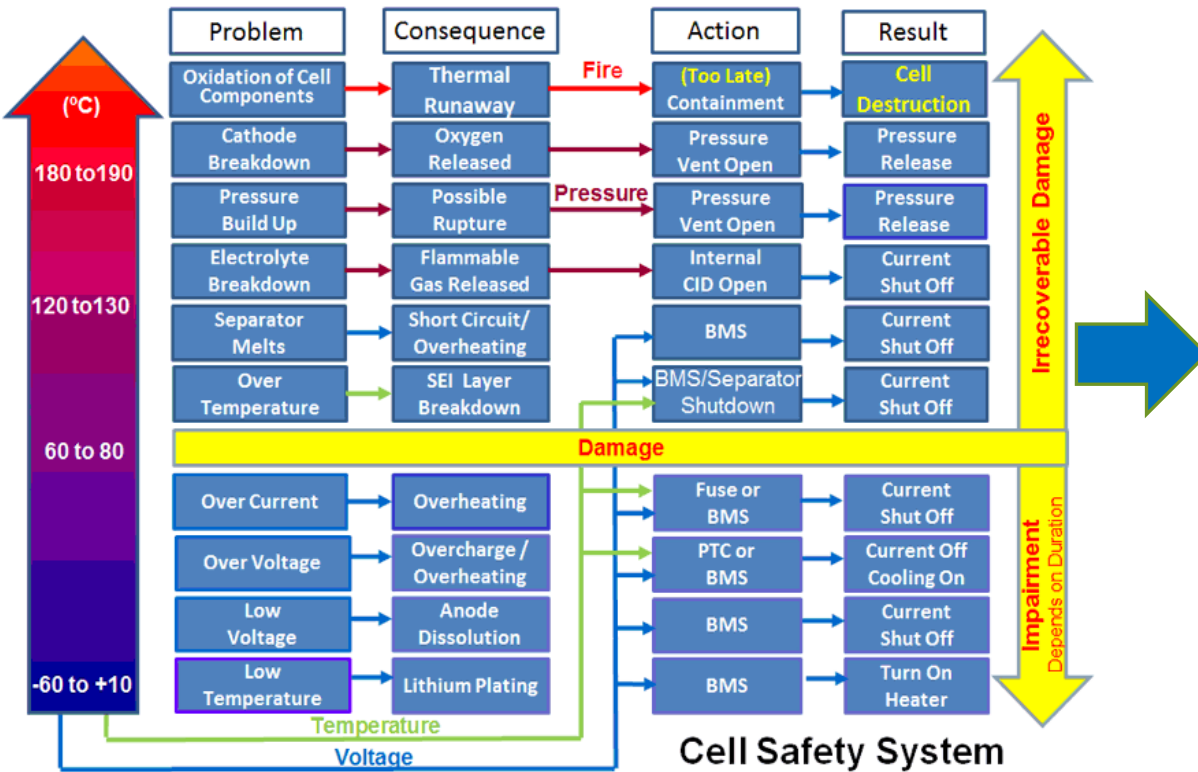 Problem
Consequence
Action
Result
(ºC)
180 to190
120 to130
60 to 80
-60 to +10
Oxidation of Cell
Components
Thermal
Runaway
Fire
(Too Late)
Containment
Cell
Destruction
Cathode
Breakdown
Oxygen
Released
Pressure
Vent Open
Pressure
Release
Pressure
Build Up
Possible
Rupture
Pressure
Pressure
Vent Open
Pressure
Release
Electrolyte
Breakdown
Flammable
Gas Released
Internal
CID Open
Current
Shut Off
Separator
Melts
Short Circuit/
Overheating
BMS
Current
Shut Off
Over
Temperature
SEI Layer
Breakdown
BMS/Separator
Shutdown
Current
Shut Off
Damage
Over Current
Overheating
Fuse or
BMS
Current
Shut Off
Over Voltage
Overcharge /
Overheating
PTC or
BMS
Current Off
Cooling On
Low
Voltage
Anode
Dissolution
BMS
Current
Shut Off
Low
Temperature
Lithium Plating
BMS
Turn On
Heater
Irrecoverable Damage
Impairment
Depends on Duration
Temperature
Voltage
Cell Safety System